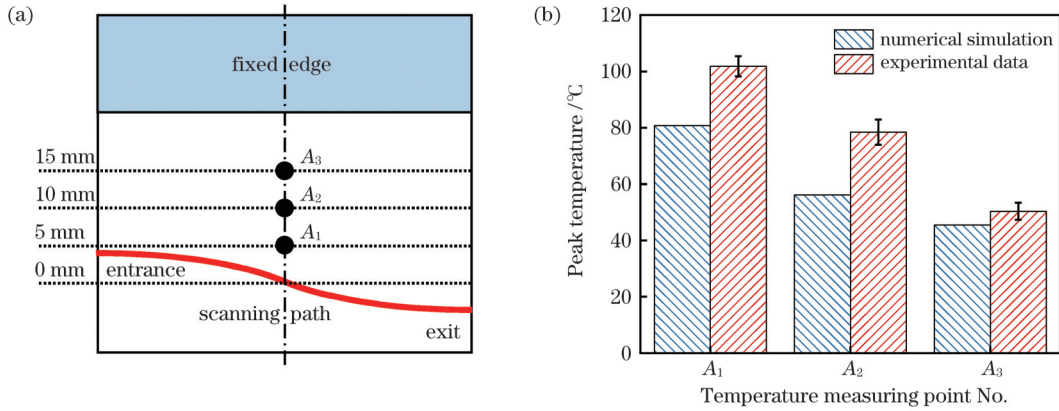 (a)
fixed edge
15 mm
A₃
10 mm
A₂
5 mm
A₁
0 mm
entrance
scanning path
exit
(b)
numerical simulation
experimental data
Peak temperature /℃
120
100
80
60
40
20
0
A₁ A₂ A₃
Temperature measuring point No.